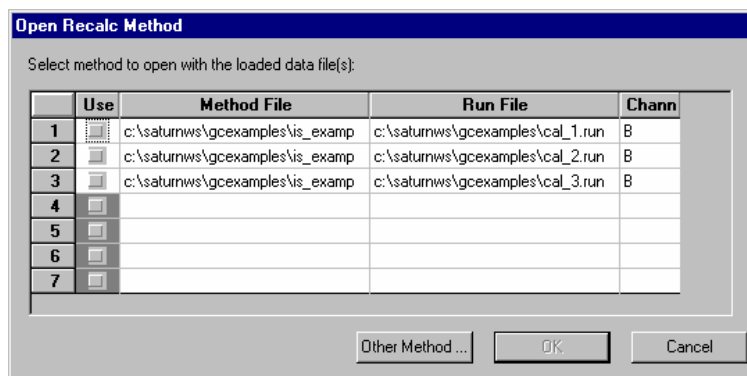 Open Recalc Method
Select method to open with the loaded data file(s):
Use Method File Run File Chann
1 c:\saturnws\gcexamples\is_examp c:\saturnws\gcexamples\cal_1.run B
2 c:\saturnws\gcexamples\is_examp c:\saturnws\gcexamples\cal_2.run B
3 c:\saturnws\gcexamples\is_examp c:\saturnws\gcexamples\cal_3.run B
4
5
6
7
Other Method ... OK Cancel